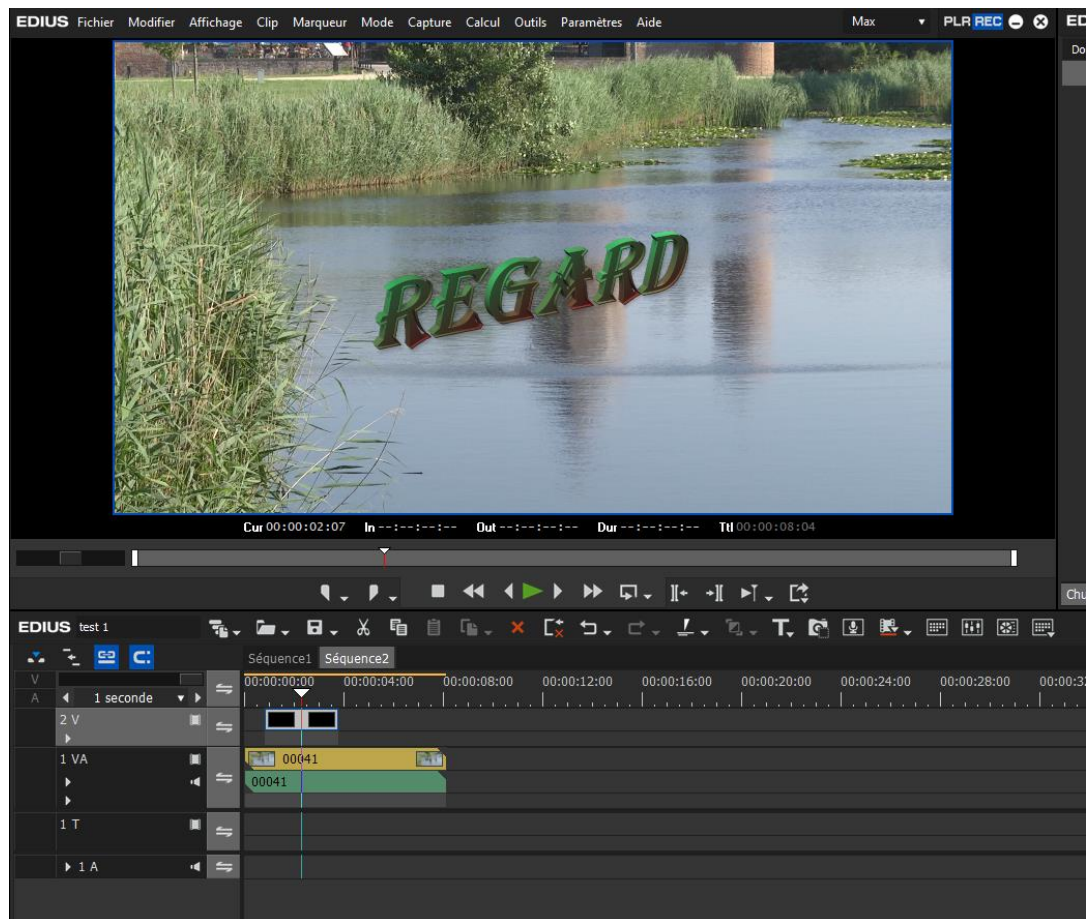 EDIUS Fichier Modifier Affichage Clip Marqueur Mode Capture Calcul Outils Paramètres Aide Max PLR REC
REGARD
Cur 00:00:02:07 In --:--:--:-- Out --:--:--:-- Dur --:--:--:-- Ttl 00:00:08:04
EDIUS test 1
Séquence1 Séquence2
V
A 1 seconde
00:00:00:00 00:00:04:00 00:00:08:00 00:00:12:00 00:00:16:00 00:00:20:00 00:00:24:00 00:00:28:00
2 V
1 VA 00041
00041
1 T
1 A